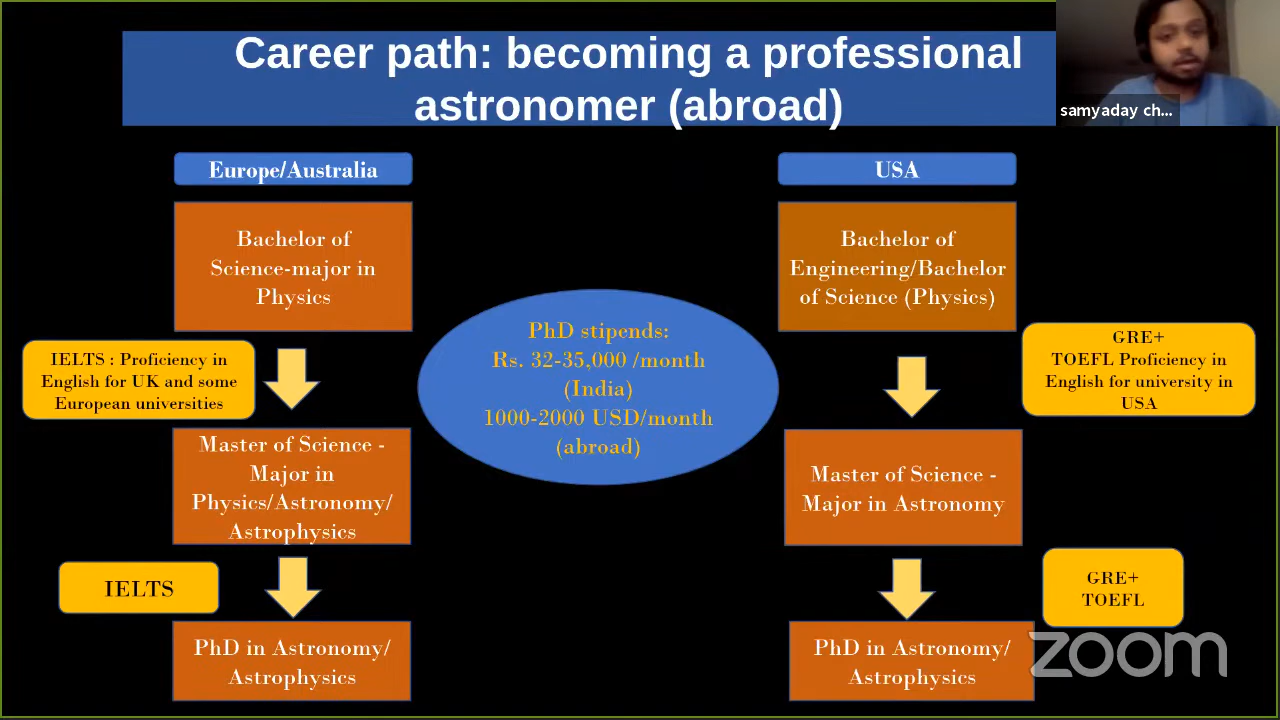 Career path: becoming a professional
astronomer (abroad)
samyaday ch...
Europe/Australia
Bachelor of
Science-major in
Physics
IELTS : Proficiency in
English for UK and some
European universities
Master of Science -
Major in
Physics/Astronomy/
Astrophysics
IELTS
PhD in Astronomy/
Astrophysics
PhD stipends:
Rs. 32-35,000 /month
(India)
1000-2000 USD/month
(abroad)
USA
Bachelor of
Engineering/Bachelor
of Science (Physics)
GRE+
TOEFL Proficiency in
English for university in
USA
Master of Science -
Major in Astronomy
GRE+
TOEFL
PhD in Astronomy/
Astrophysics
zoom